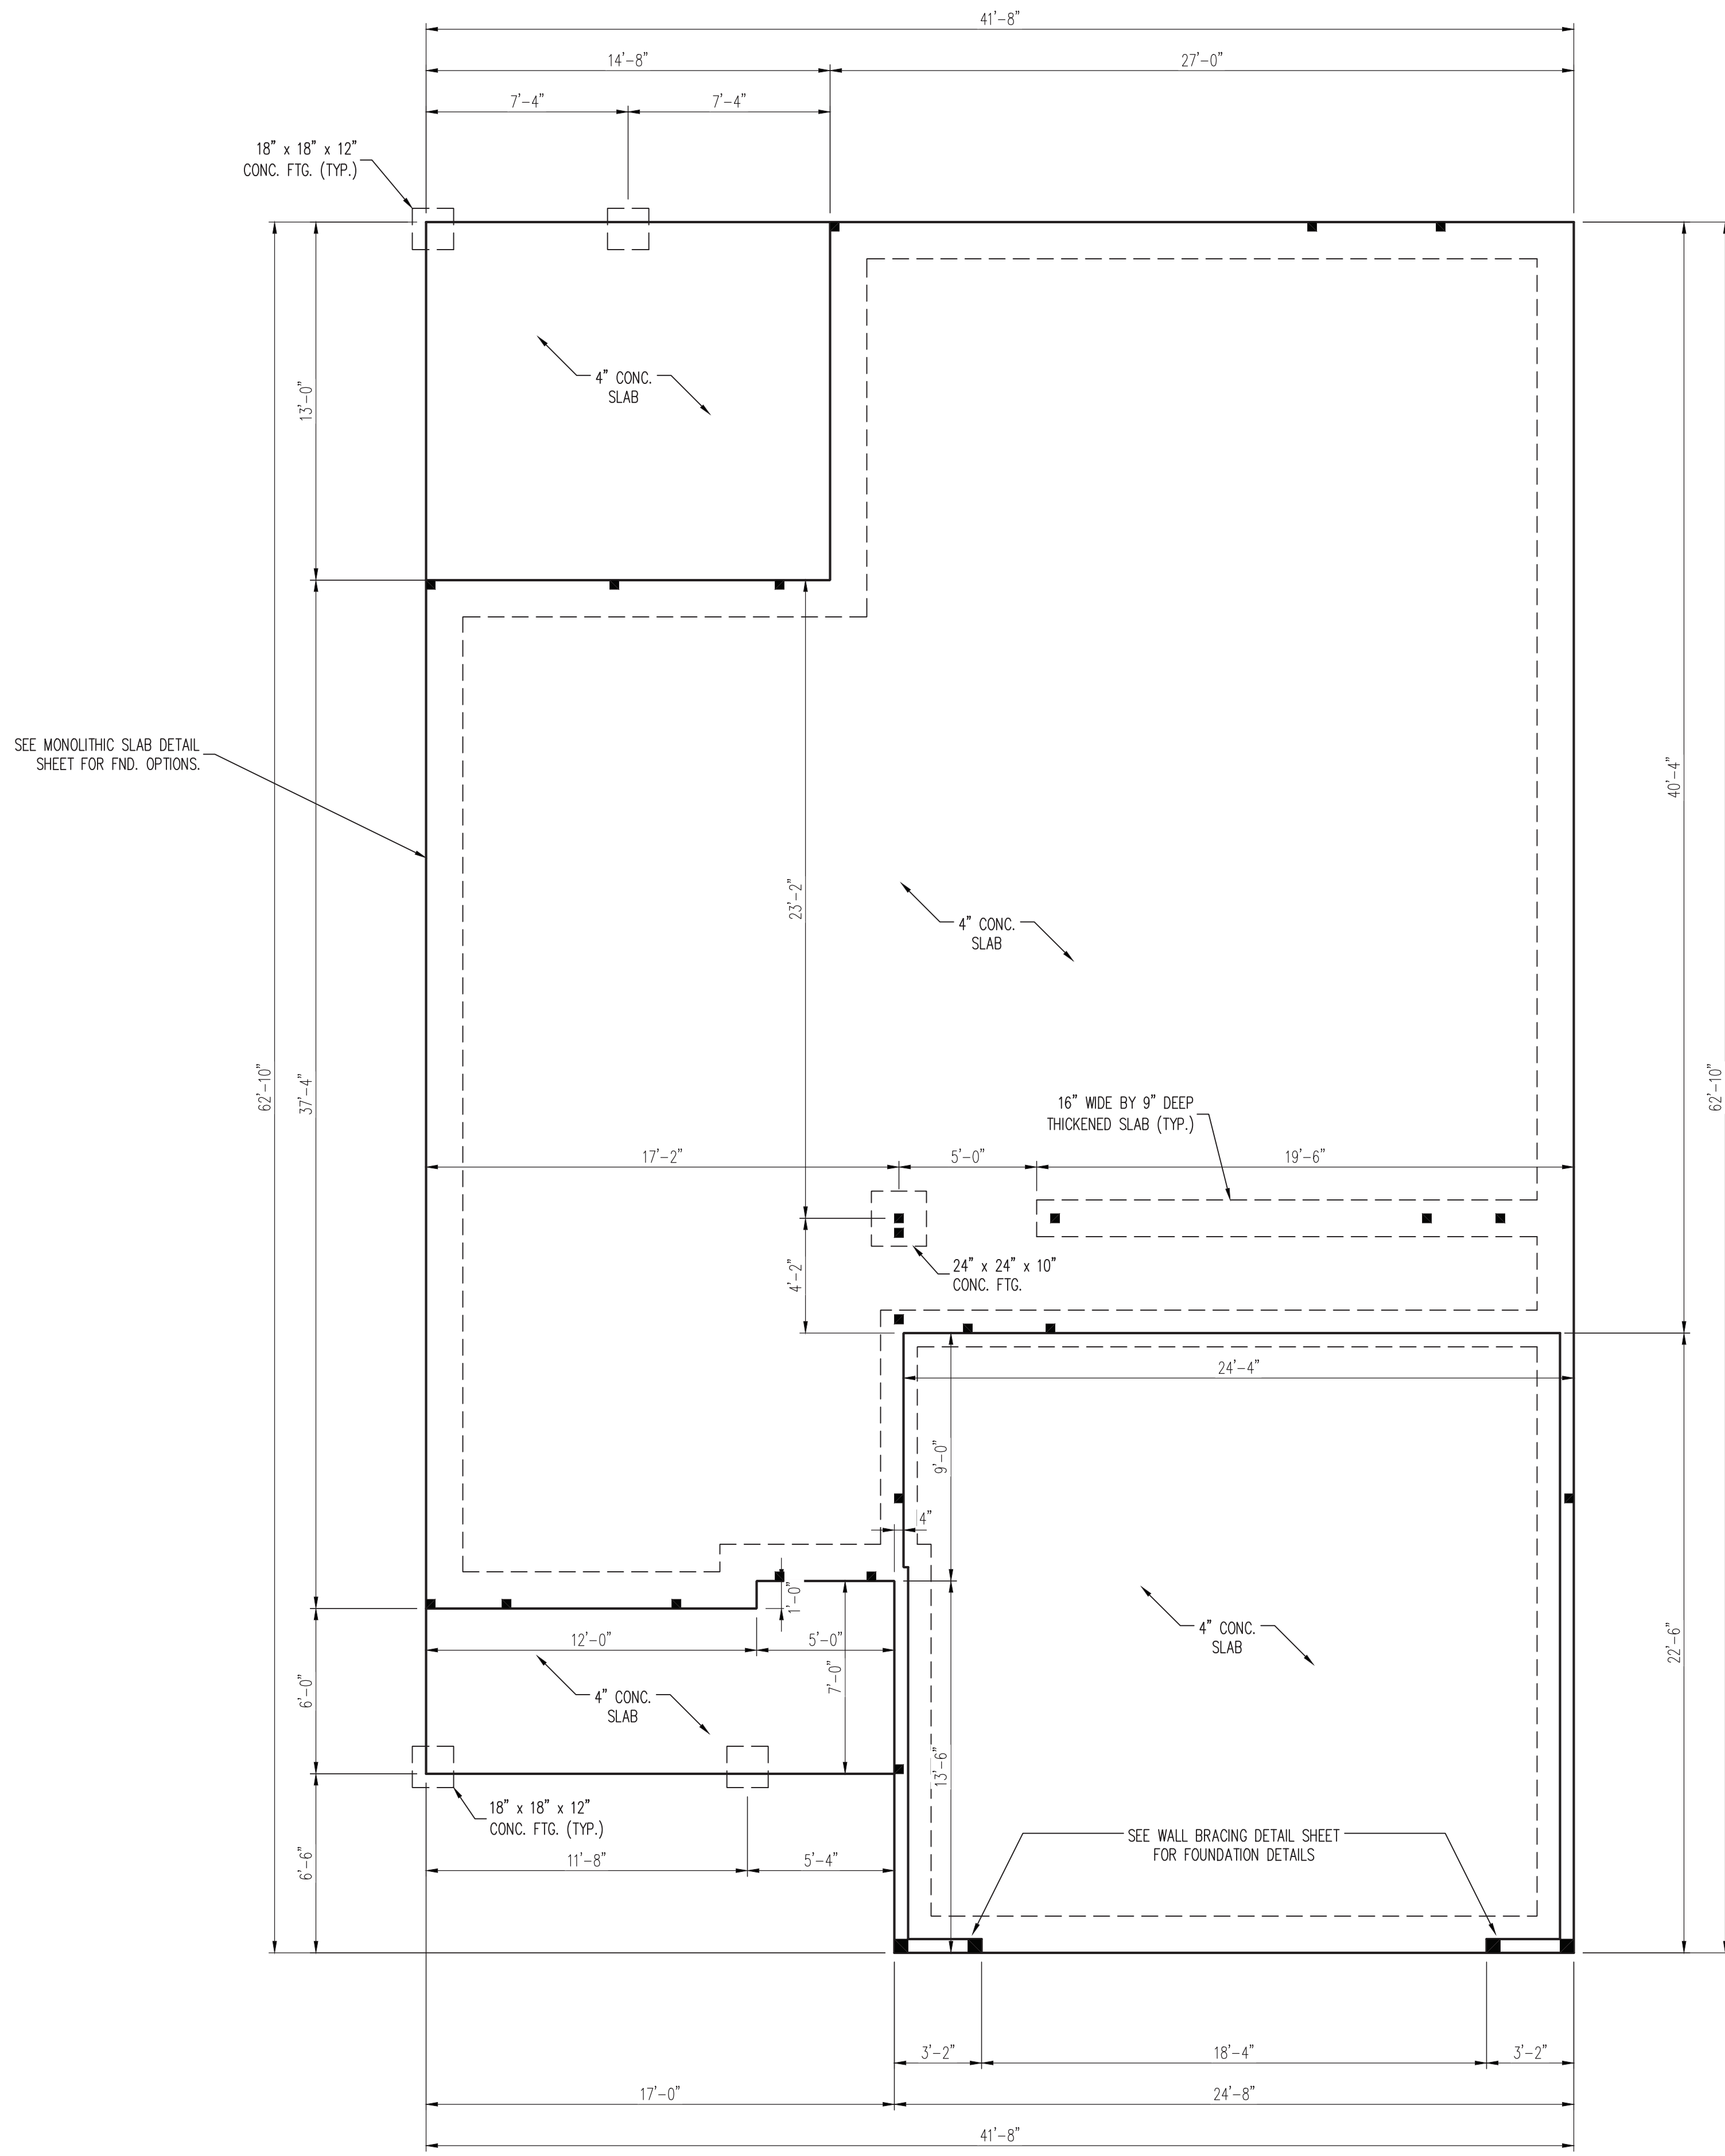 41'-8"
14'-8"
27'-0"
7'-4"
7'-4"
18" x 18" x 12"
CONC. FTG. (TYP.)
13'-0"
4" CONC.
SLAB
SEE MONOLITHIC SLAB DETAIL
SHEET FOR FND. OPTIONS.
40'-4"
23'-2"
4" CONC.
SLAB
62'-10"
37'-4"
62'-10"
16" WIDE BY 9" DEEP
THICKENED SLAB (TYP.)
17'-2"
5'-0"
19'-6"
4'-2"
24" x 24" x 10"
CONC. FTG.
24'-4"
9'-0"
4"
1'-0"
12'-0"
5'-0"
4" CONC.
SLAB
22'-6"
6'-0"
4" CONC.
SLAB
7'-0"
13'-6"
18" x 18" x 12"
CONC. FTG. (TYP.)
SEE WALL BRACING DETAIL SHEET
FOR FOUNDATION DETAILS
6'-6"
11'-8"
5'-4"
3'-2"
18'-4"
3'-2"
17'-0"
24'-8"
41'-8"